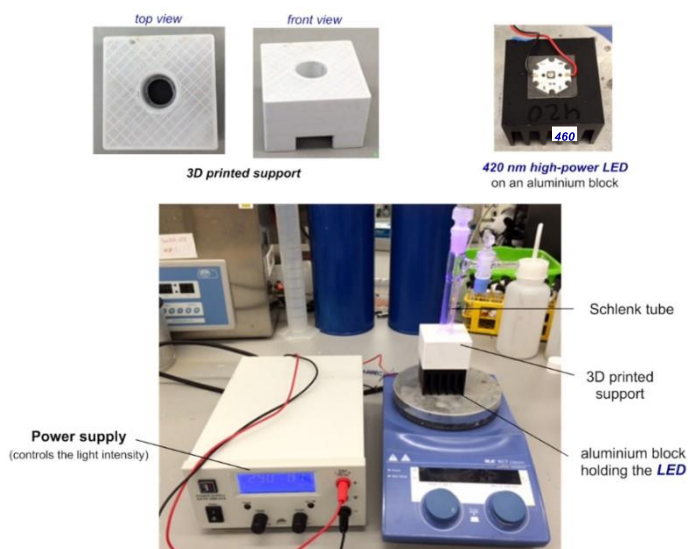 top view
front view
3D printed support
420
460
420 nm high-power LED
on an aluminium block
Schlenk tube
3D printed
support
Power supply
(controls the light intensity)
aluminium block
holding the LED